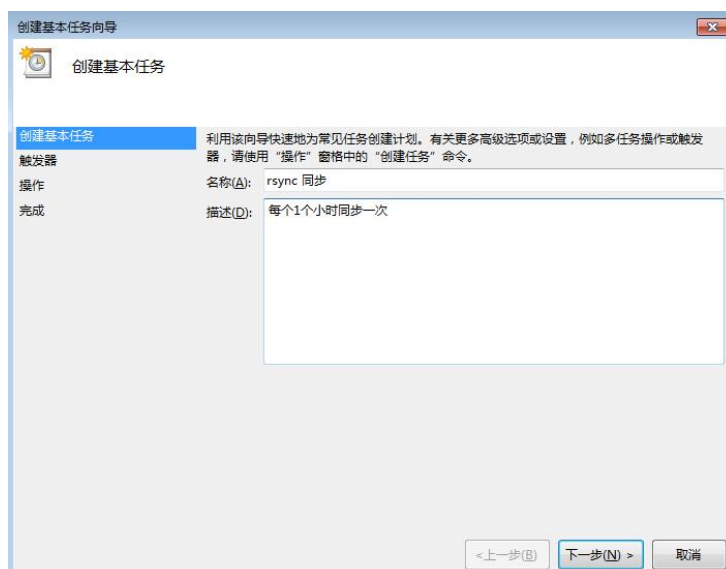 创建基本任务向导
创建基本任务
创建基本任务
触发器
操作
完成
利用该向导快速地为常见任务创建计划。有关更多高级选项或设置，例如多任务操作或触发
器，请使用“操作”窗格中的“创建任务”命令。
名称(A): rsync 同步
描述(D): 每个1个小时同步一次
<上一步(B) 下一步(N) > 取消